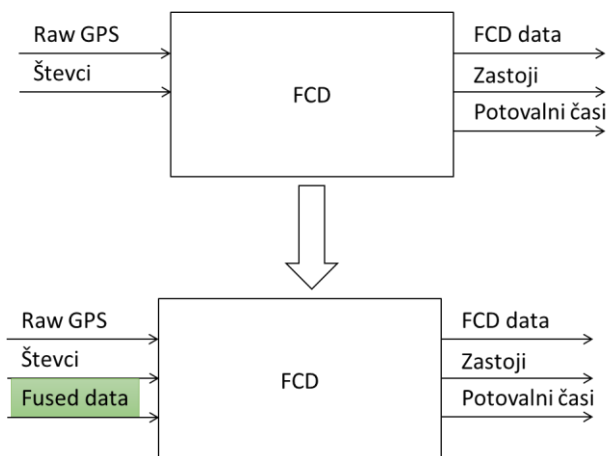 Raw GPS
Števci
FCD
FCD data
Zastoji
Potovalni časi
Raw GPS
Števci
Fused data
FCD
FCD data
Zastoji
Potovalni časi